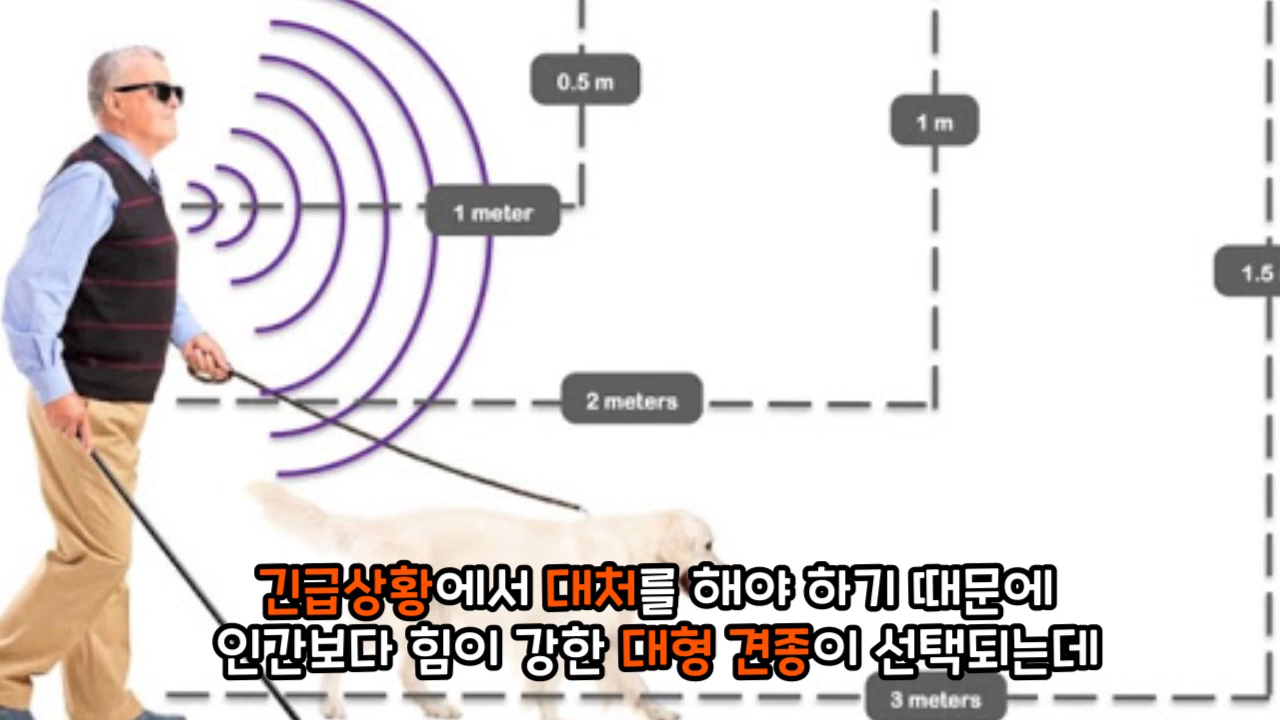 0.5 m
1 m
1 meter
1.5
2 meters
긴급상황에서 대처를 해야 하기 때문에
인간보다 힘이 강한 대형 견종이 선택되는데
3 meters